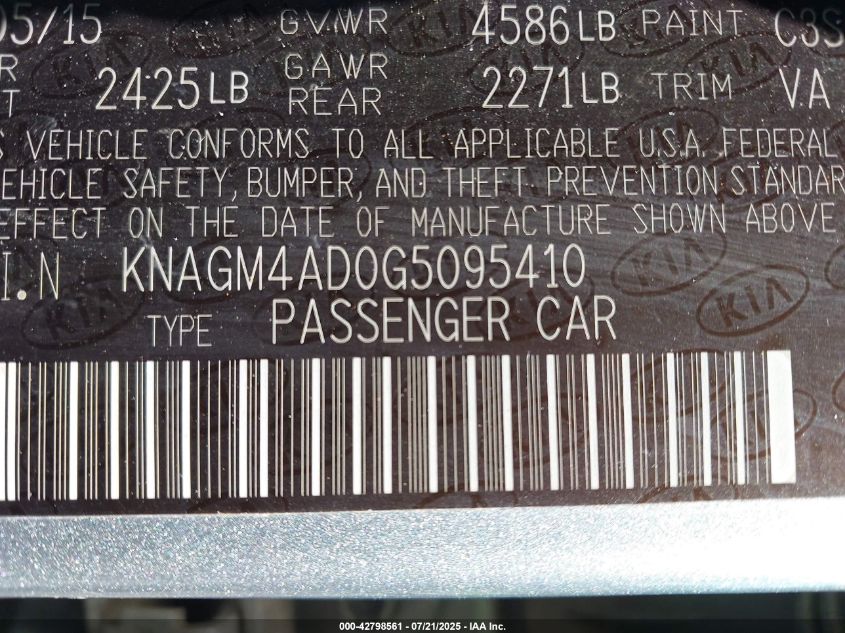 05/15 GVWR 4586LB PAINT C3S
R GAWR
T 2425LB REAR 2271LB TRIM VA
S VEHICLE CONFORMS TO ALL APPLICABLE U.S.A. FEDERAL
EHICLE SAFETY, BUMPER, AND THEFT PREVENTION STANDAR
EFFECT ON THE DATE OF MANUFACTURE SHOWN ABOVE
I.N KNAGM4AD0G5095410
TYPE PASSENGER CAR
KIA
000-42798561 / 07/21/2025 - IAA Inc.